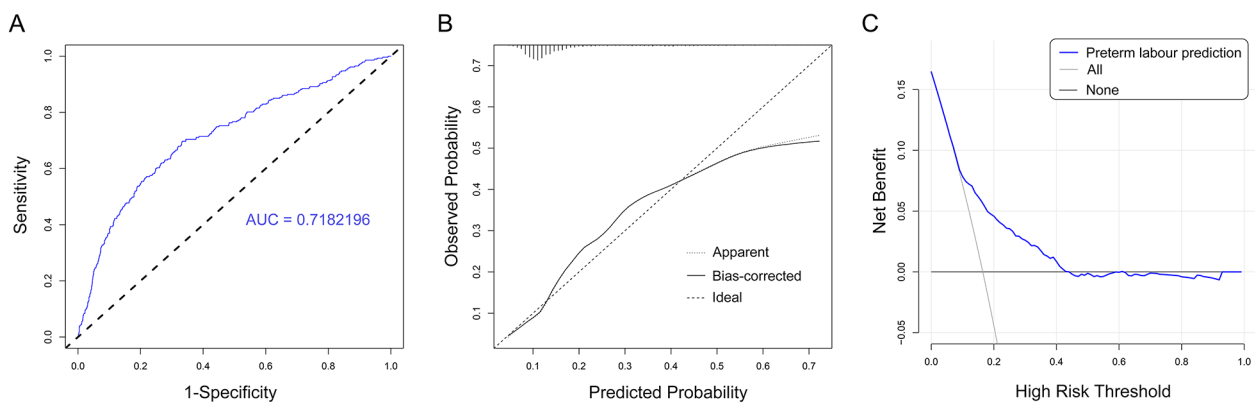 A
1.0
0.8
0.6
0.4
0.2
0.0
Sensitivity
AUC = 0.7182196
0.0 0.2 0.4 0.6 0.8 1.0
1-Specificity
B
0.7
0.6
0.5
0.4
0.3
0.2
0.1
Observed Probability
Apparent
Bias-corrected
Ideal
0.1 0.2 0.3 0.4 0.5 0.6 0.7
Predicted Probability
C
Preterm labour prediction
All
None
0.15
0.10
0.05
0.00
−0.05
Net Benefit
0.0 0.2 0.4 0.6 0.8 1.0
High Risk Threshold